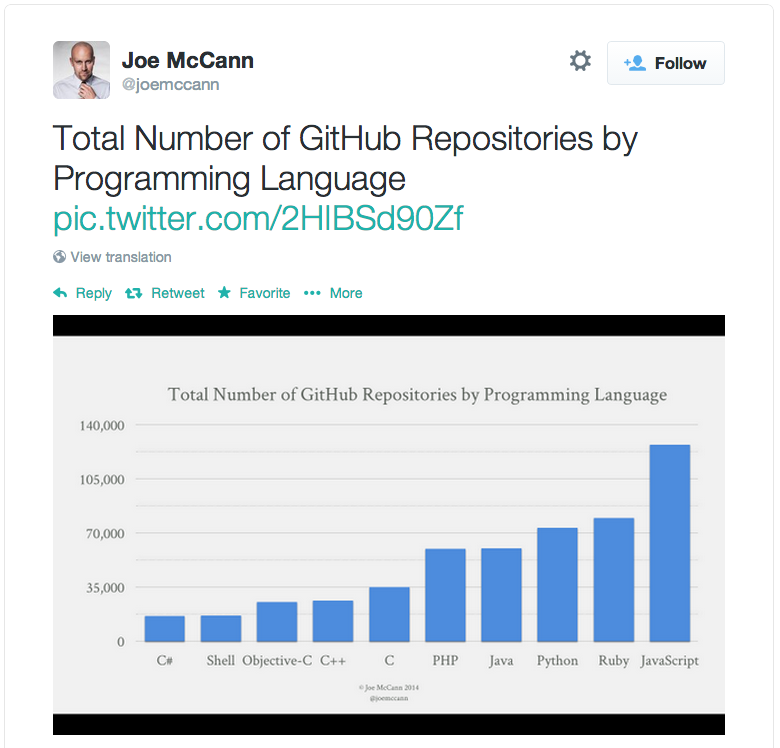 Joe McCann
@joemccann
Follow
Total Number of GitHub Repositories by
Programming Language
pic.twitter.com/2HlBSd90Zf
View translation
Reply Retweet Favorite More
Total Number of GitHub Repositories by Programming Language
140,000
105,000
70,000
35,000
0
C# Shell Objective-C C++ C PHP Java Python Ruby JavaScript
© Joe McCann 2014
@joemccann